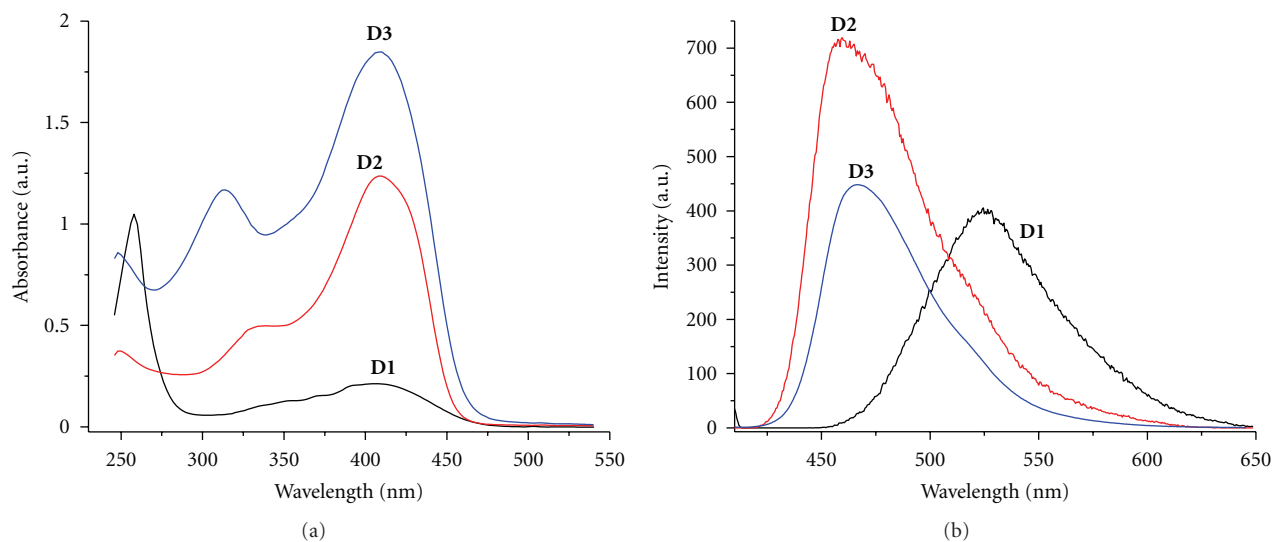 2
1.5
1
0.5
0
Absorbance (a.u.)
D3
D2
D1
250 300 350 400 450 500 550
Wavelength (nm)
(a)
700
600
500
400
300
200
100
0
Intensity (a.u.)
D2
D3
D1
450 500 550 600 650
Wavelength (nm)
(b)